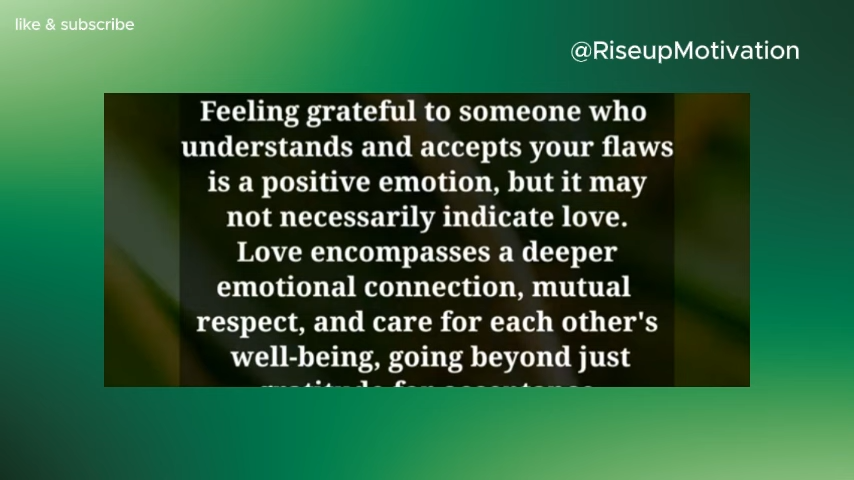 like & subscribe
@RiseupMotivation
Feeling grateful to someone who
understands and accepts your flaws
is a positive emotion, but it may
not necessarily indicate love.
Love encompasses a deeper
emotional connection, mutual
respect, and care for each other's
well-being, going beyond just